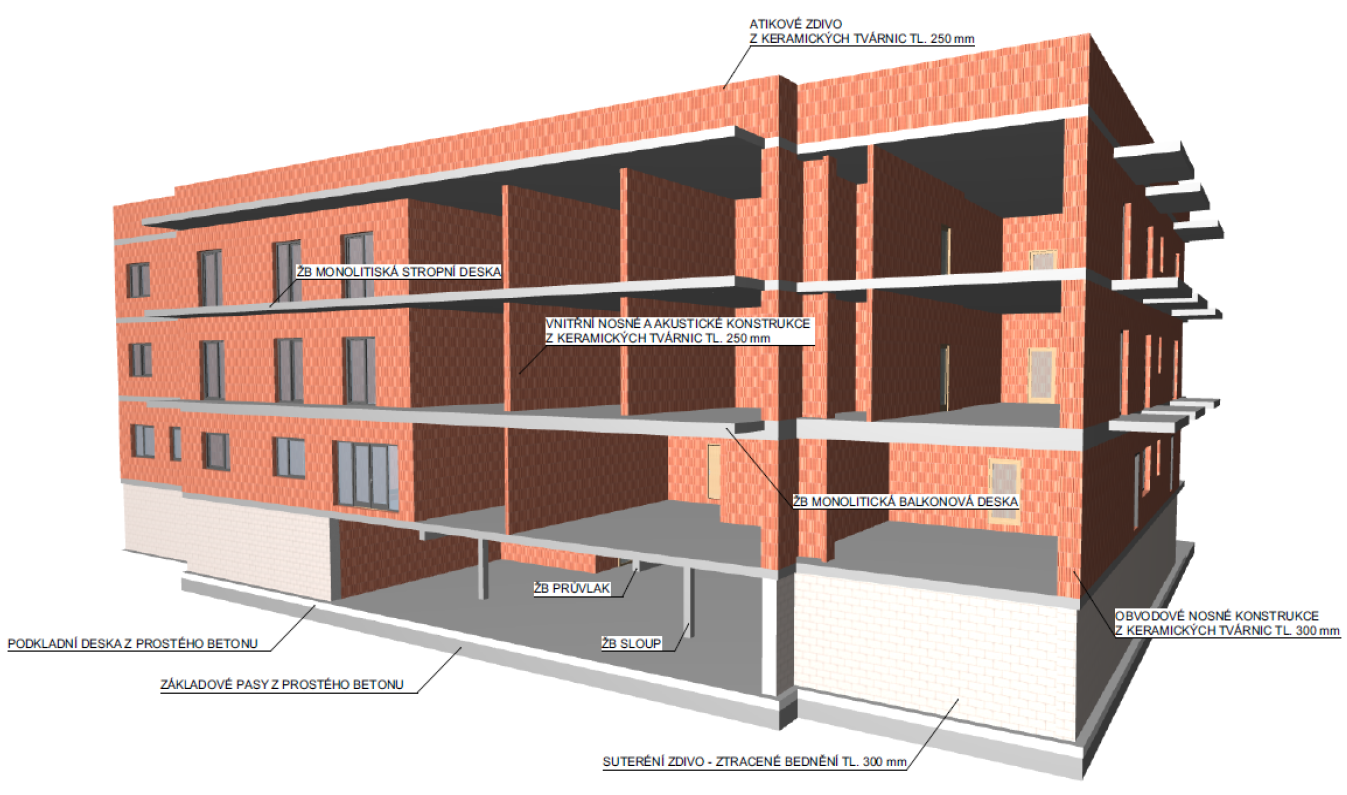 ATIKOVÉ ZDIVO
Z KERAMICKÝCH TVÁRNIC TL. 250 mm
ŽB MONOLITISKÁ STROPNÍ DESKA
VNITŘNÍ NOSNÉ A AKUSTICKÉ KONSTRUKCE
Z KERAMICKÝCH TVÁRNIC TL. 250 mm
ŽB MONOLITICKÁ BALKONOVÁ DESKA
ŽB PRŮVLAK
OBVODOVÉ NOSNÉ KONSTRUKCE
Z KERAMICKÝCH TVÁRNIC TL. 300 mm
PODKLADNÍ DESKA Z PROSTÉHO BETONU
ŽB SLOUP
ZÁKLADOVÉ PASY Z PROSTÉHO BETONU
SUTERÉNÍ ZDIVO - ZTRACENÉ BEDNĚNÍ TL. 300 mm